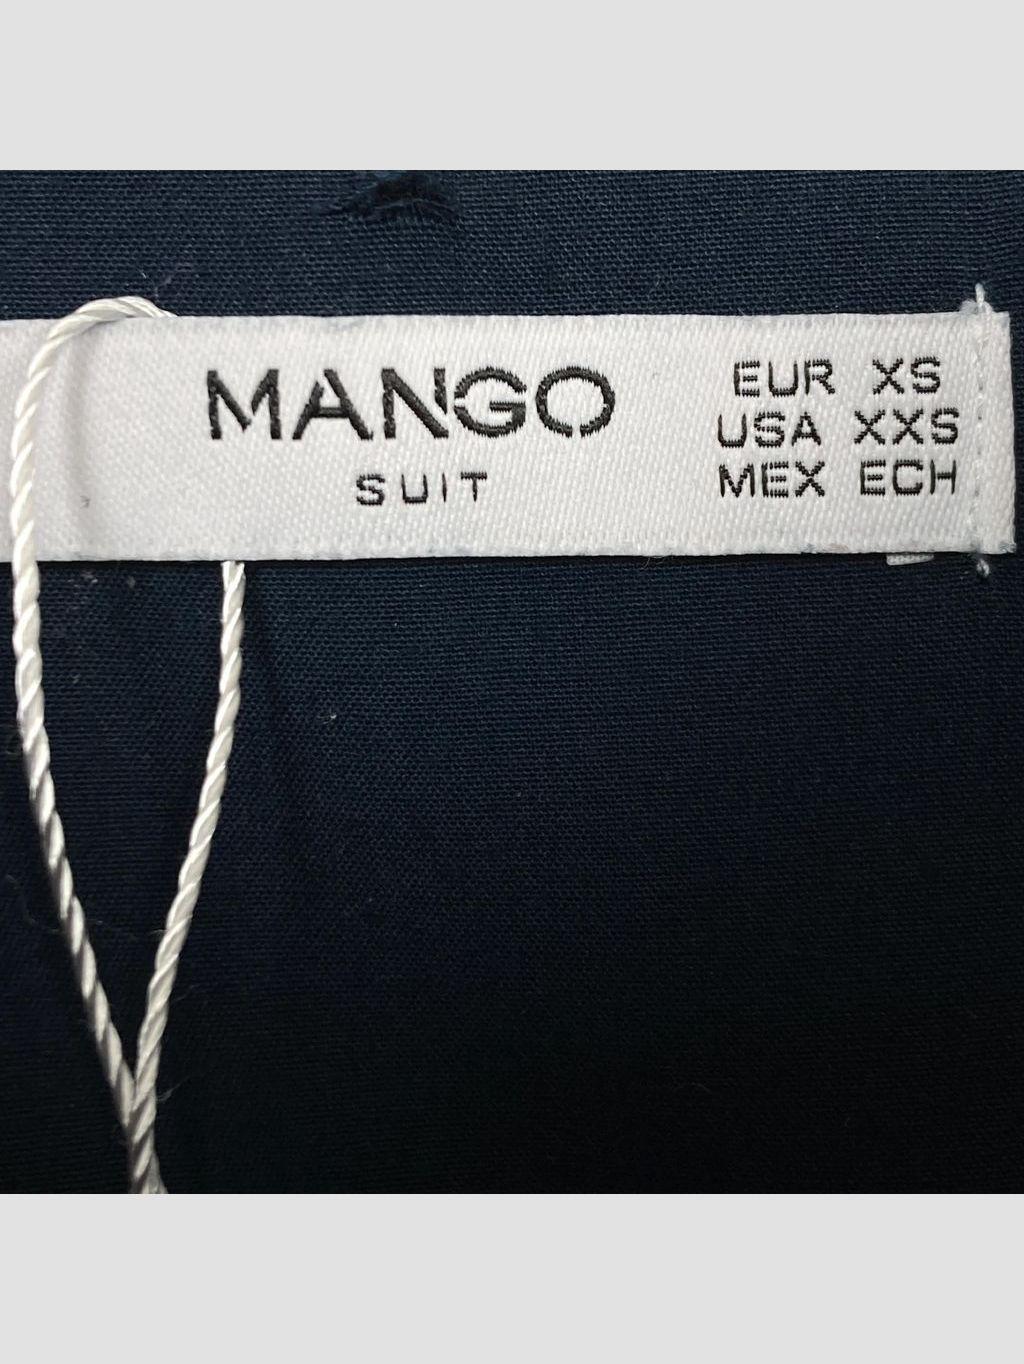 MANGO
SUIT
EUR XS
USA XXS
MEX ECH